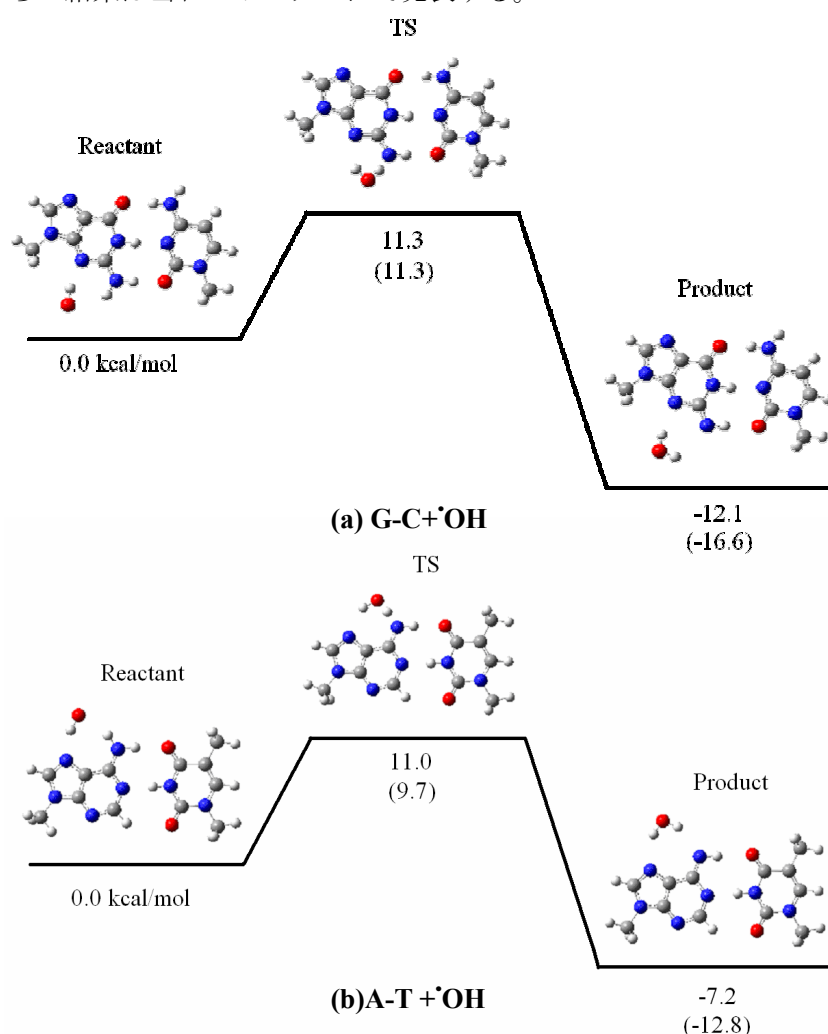 TS
Reactant
11.3
(11.3)
Product
0.0 kcal/mol
-12.1
(-16.6)
(a) G-C+•OH
TS
Reactant
11.0
(9.7)
Product
0.0 kcal/mol
-7.2
(-12.8)
(b)A-T +•OH